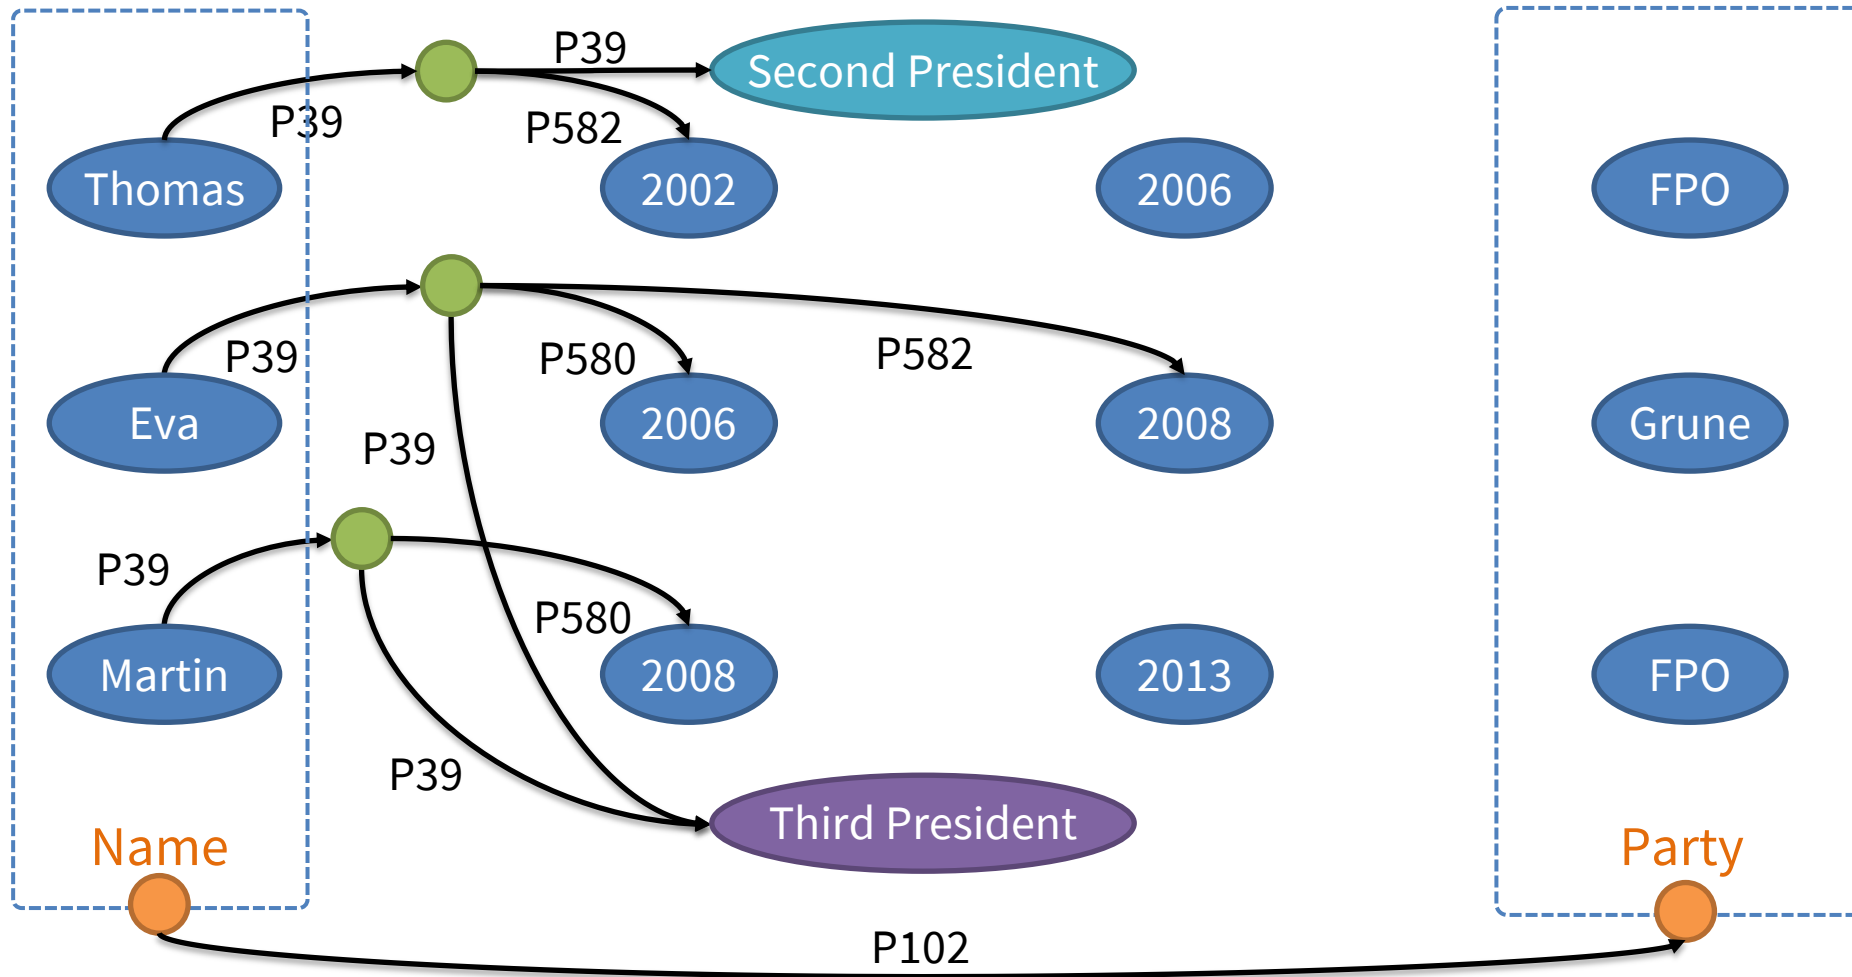 P39
Second President
P39
P582
Thomas
2002
2006
FPO
P39
P580
P582
Eva
2006
2008
Grune
P39
P39
P580
Martin
2008
2013
FPO
P39
Third President
Name
Party
P102